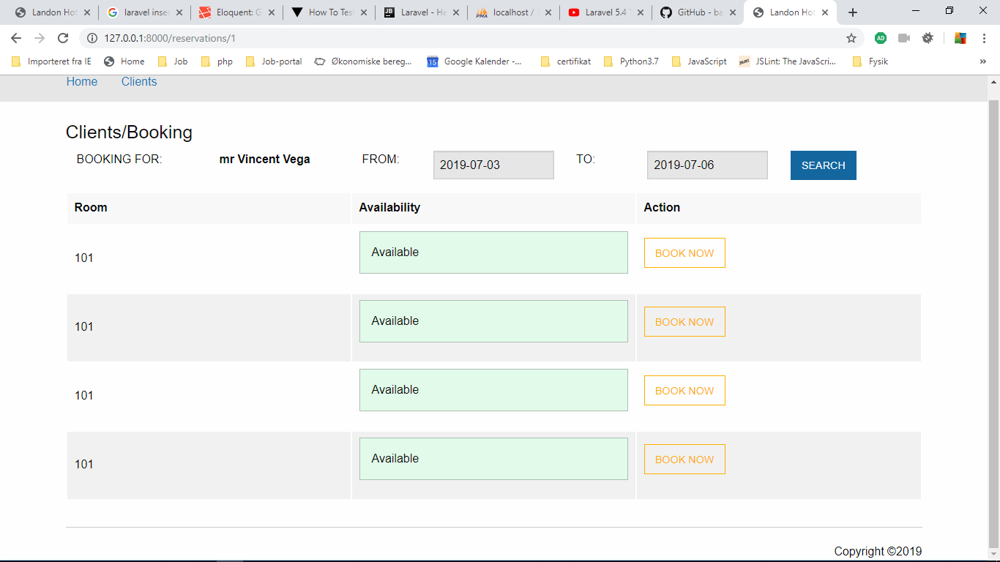 Landon Hot
laravel inser
Eloquent: G
How To Test
Laravel - He
localhost /
Laravel 5.4
GitHub - ba
Landon Hot
127.0.0.1:8000/reservations/1
Importeret fra IE
Home
Job
php
Job-portal
Økonomiske bereg...
Google Kalender -...
certifikat
Python3.7
JavaScript
JSLint: The JavaScri...
Fysik
»
Home Clients
Clients/Booking
BOOKING FOR: mr Vincent Vega FROM: 2019-07-03 TO: 2019-07-06 SEARCH
Room Availability Action
101 Available BOOK NOW
101 Available BOOK NOW
101 Available BOOK NOW
101 Available BOOK NOW
Copyright ©2019